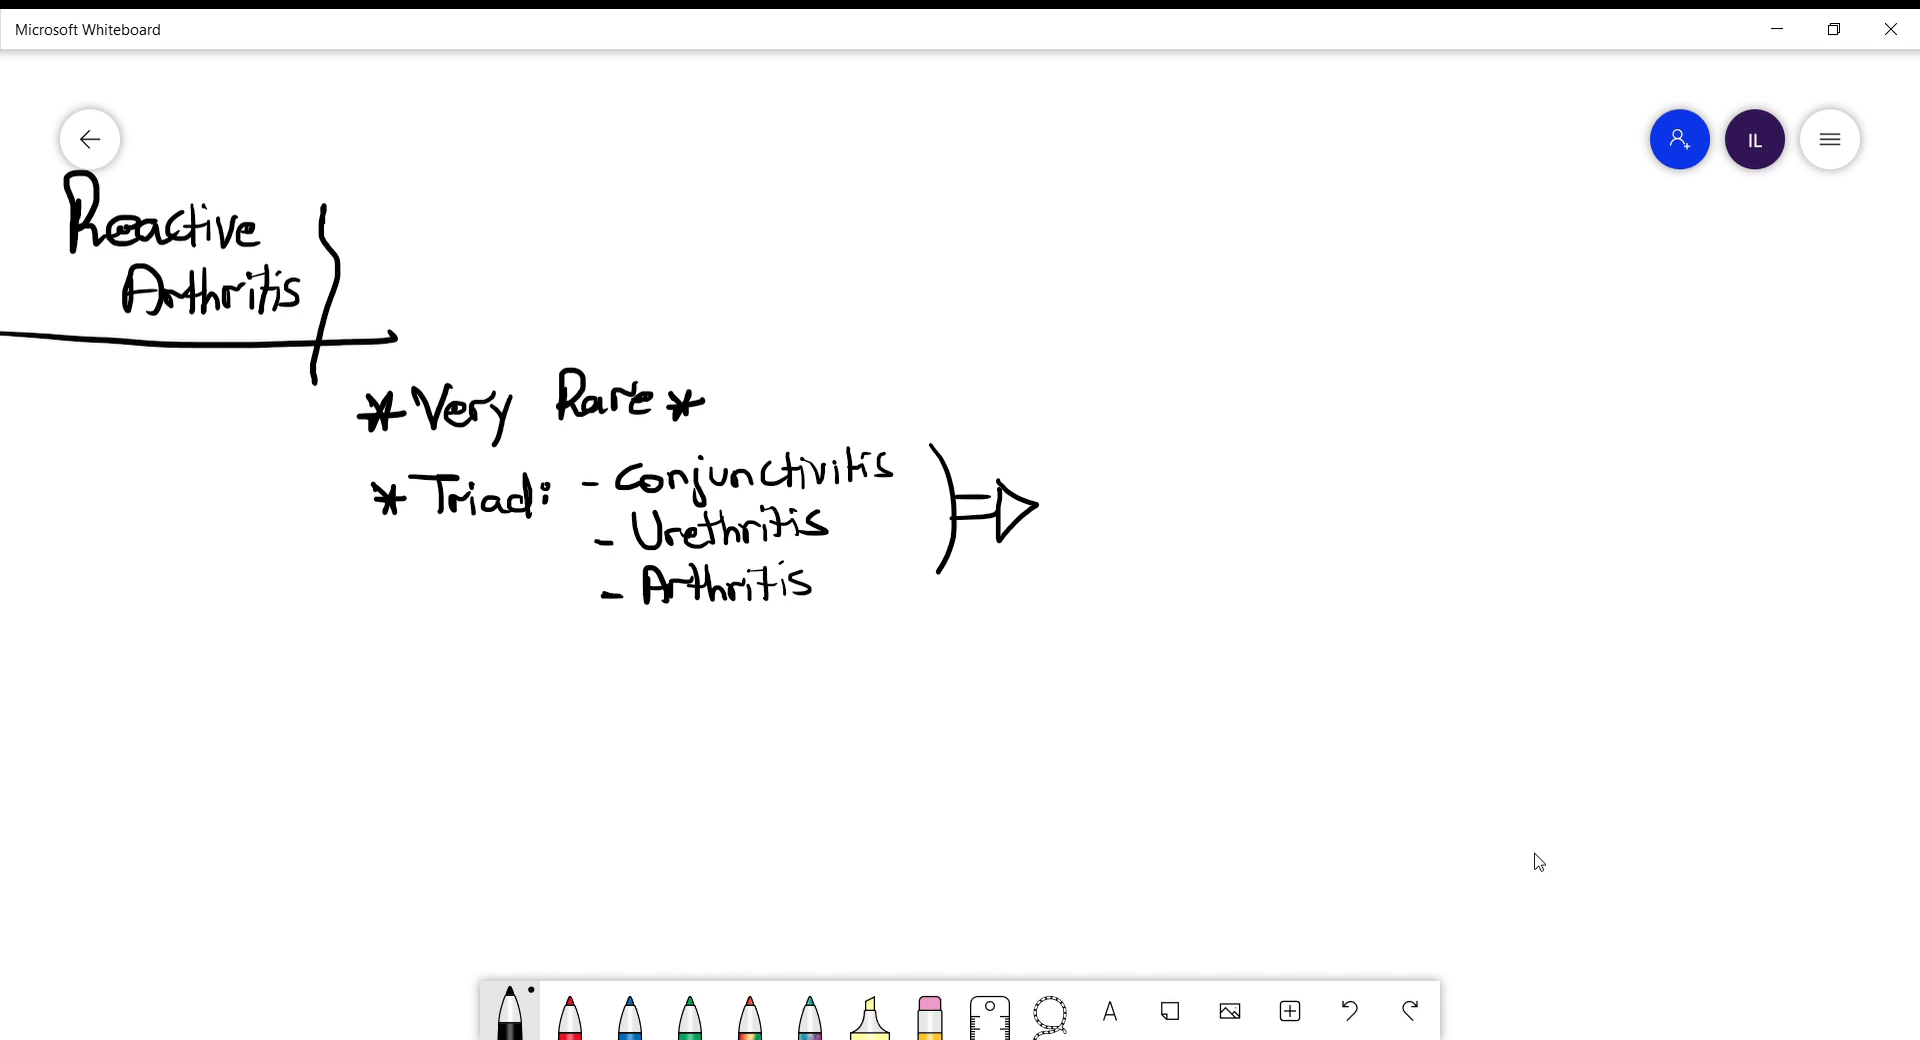 Microsoft Whiteboard
IL
Reactive
Arthritis
*Very Rare*
*Triad: - Conjunctivitis
- Urethritis
- Arthritis
A